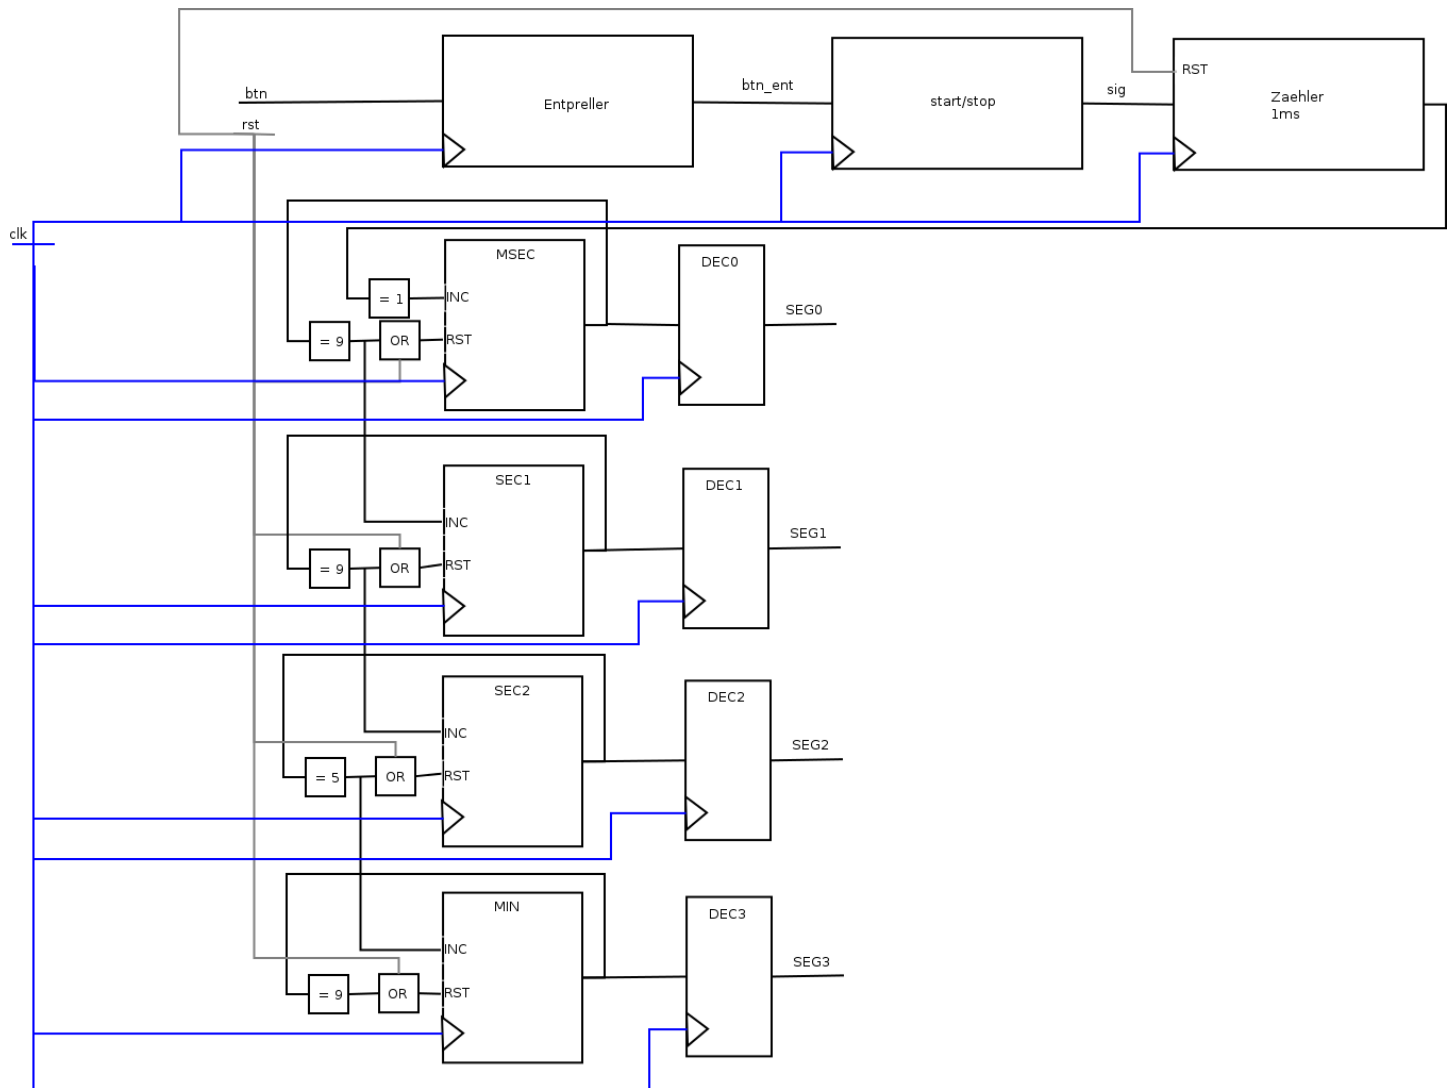 btn
Entpreller
btn_ent
start/stop
sig
RST
Zaehler
1ms
rst
clk
MSEC
= 1
INC
= 9
OR
RST
DEC0
SEG0
SEC1
INC
= 9
OR
RST
DEC1
SEG1
SEC2
INC
= 5
OR
RST
DEC2
SEG2
MIN
INC
= 9
OR
RST
DEC3
SEG3